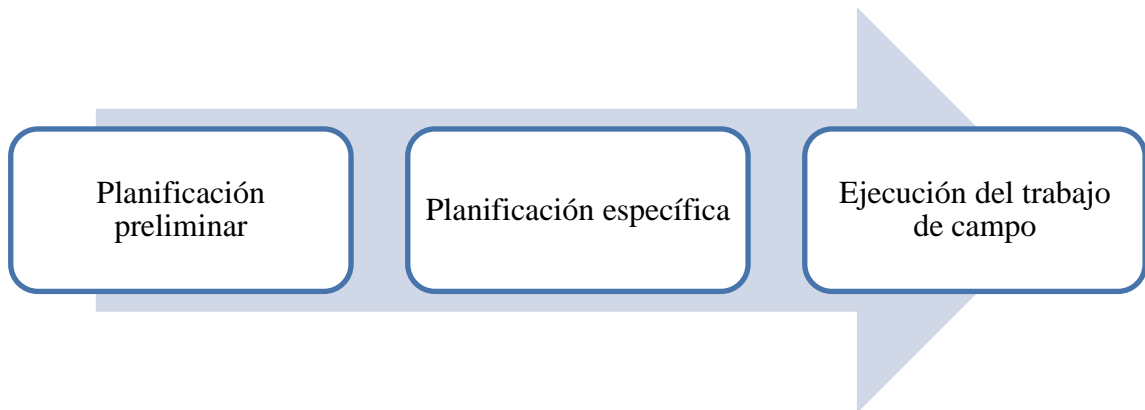 Planificación
preliminar
Planificación específica
Ejecución del trabajo
de campo